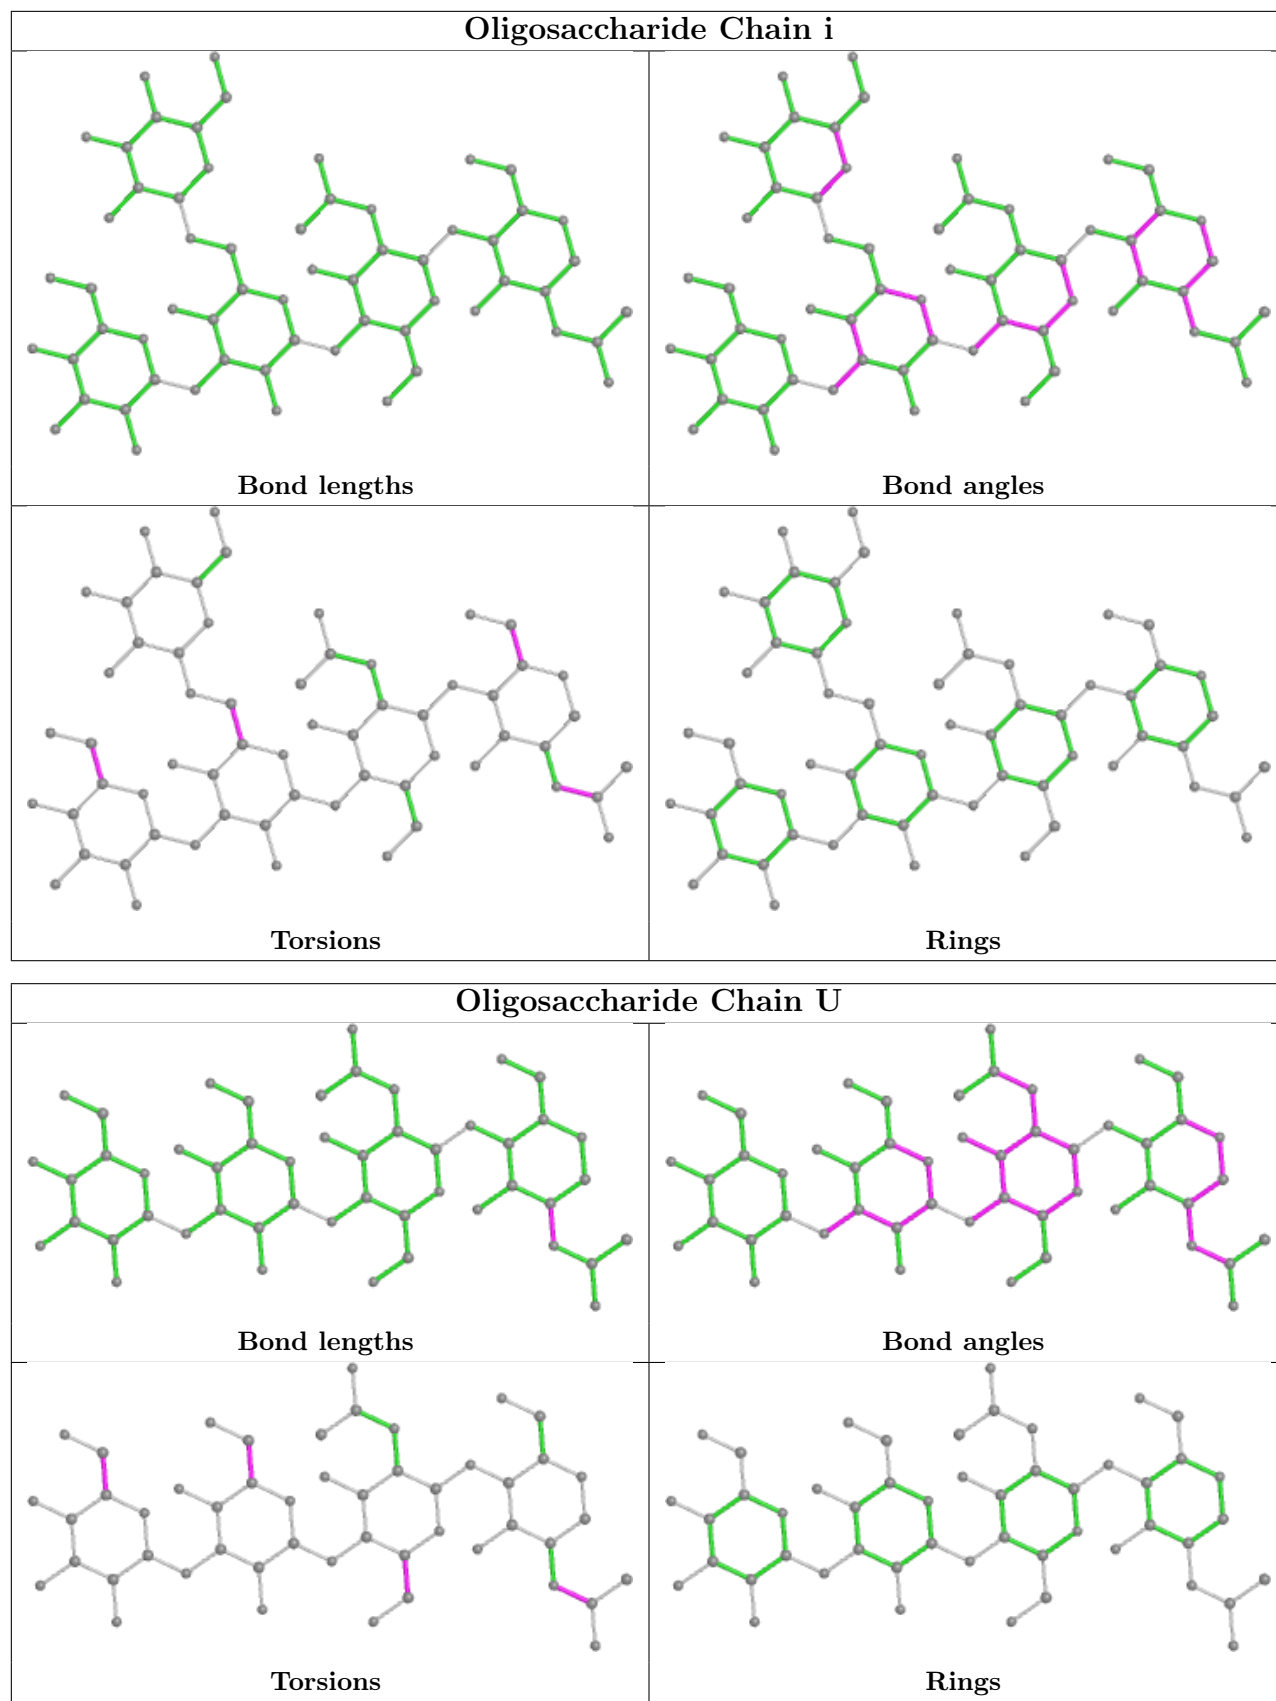 Oligosaccharide Chain i
Bond lengths
Bond angles
Torsions
Rings
Oligosaccharide Chain U
Bond lengths
Bond angles
Torsions
Rings